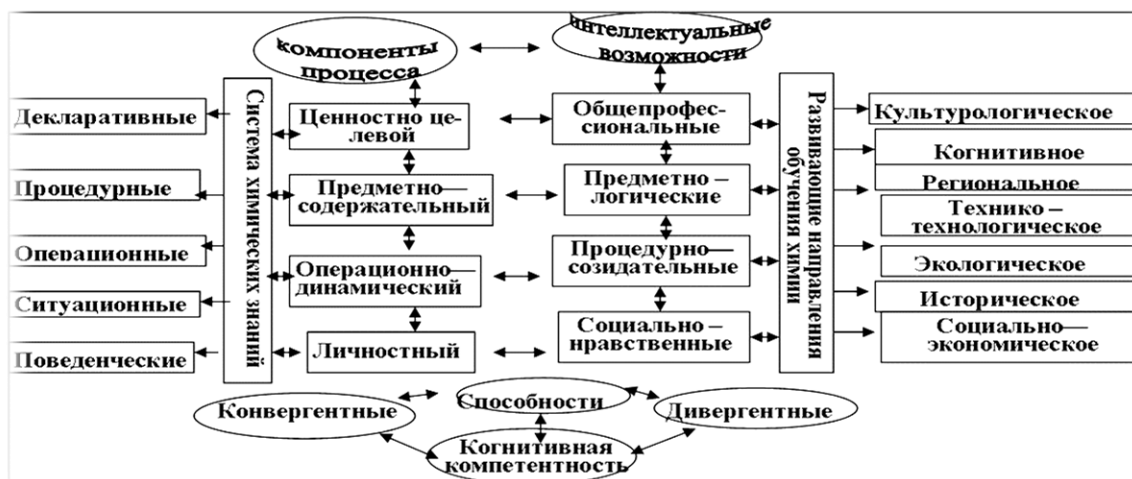 компоненты
процесса
интеллектуальные
возможности
Декларативные
Процедурные
Операционные
Ситуационные
Поведенческие
Система химических знаний
Ценностно це-
левой
Предметно—
содержательный
Операционно—
динамический
Личностный
Общепрофес-
сиональные
Предметно –
логические
Процедурно—
созидательные
Социально –
нравственные
Развивающие направления
обучения химии
Культурологическое
Когнитивное
Региональное
Технико –
технологическое
Экологическое
Историческое
Социально—
экономическое
Конвергентные
Способности
Дивергентные
Когнитивная
компетентность